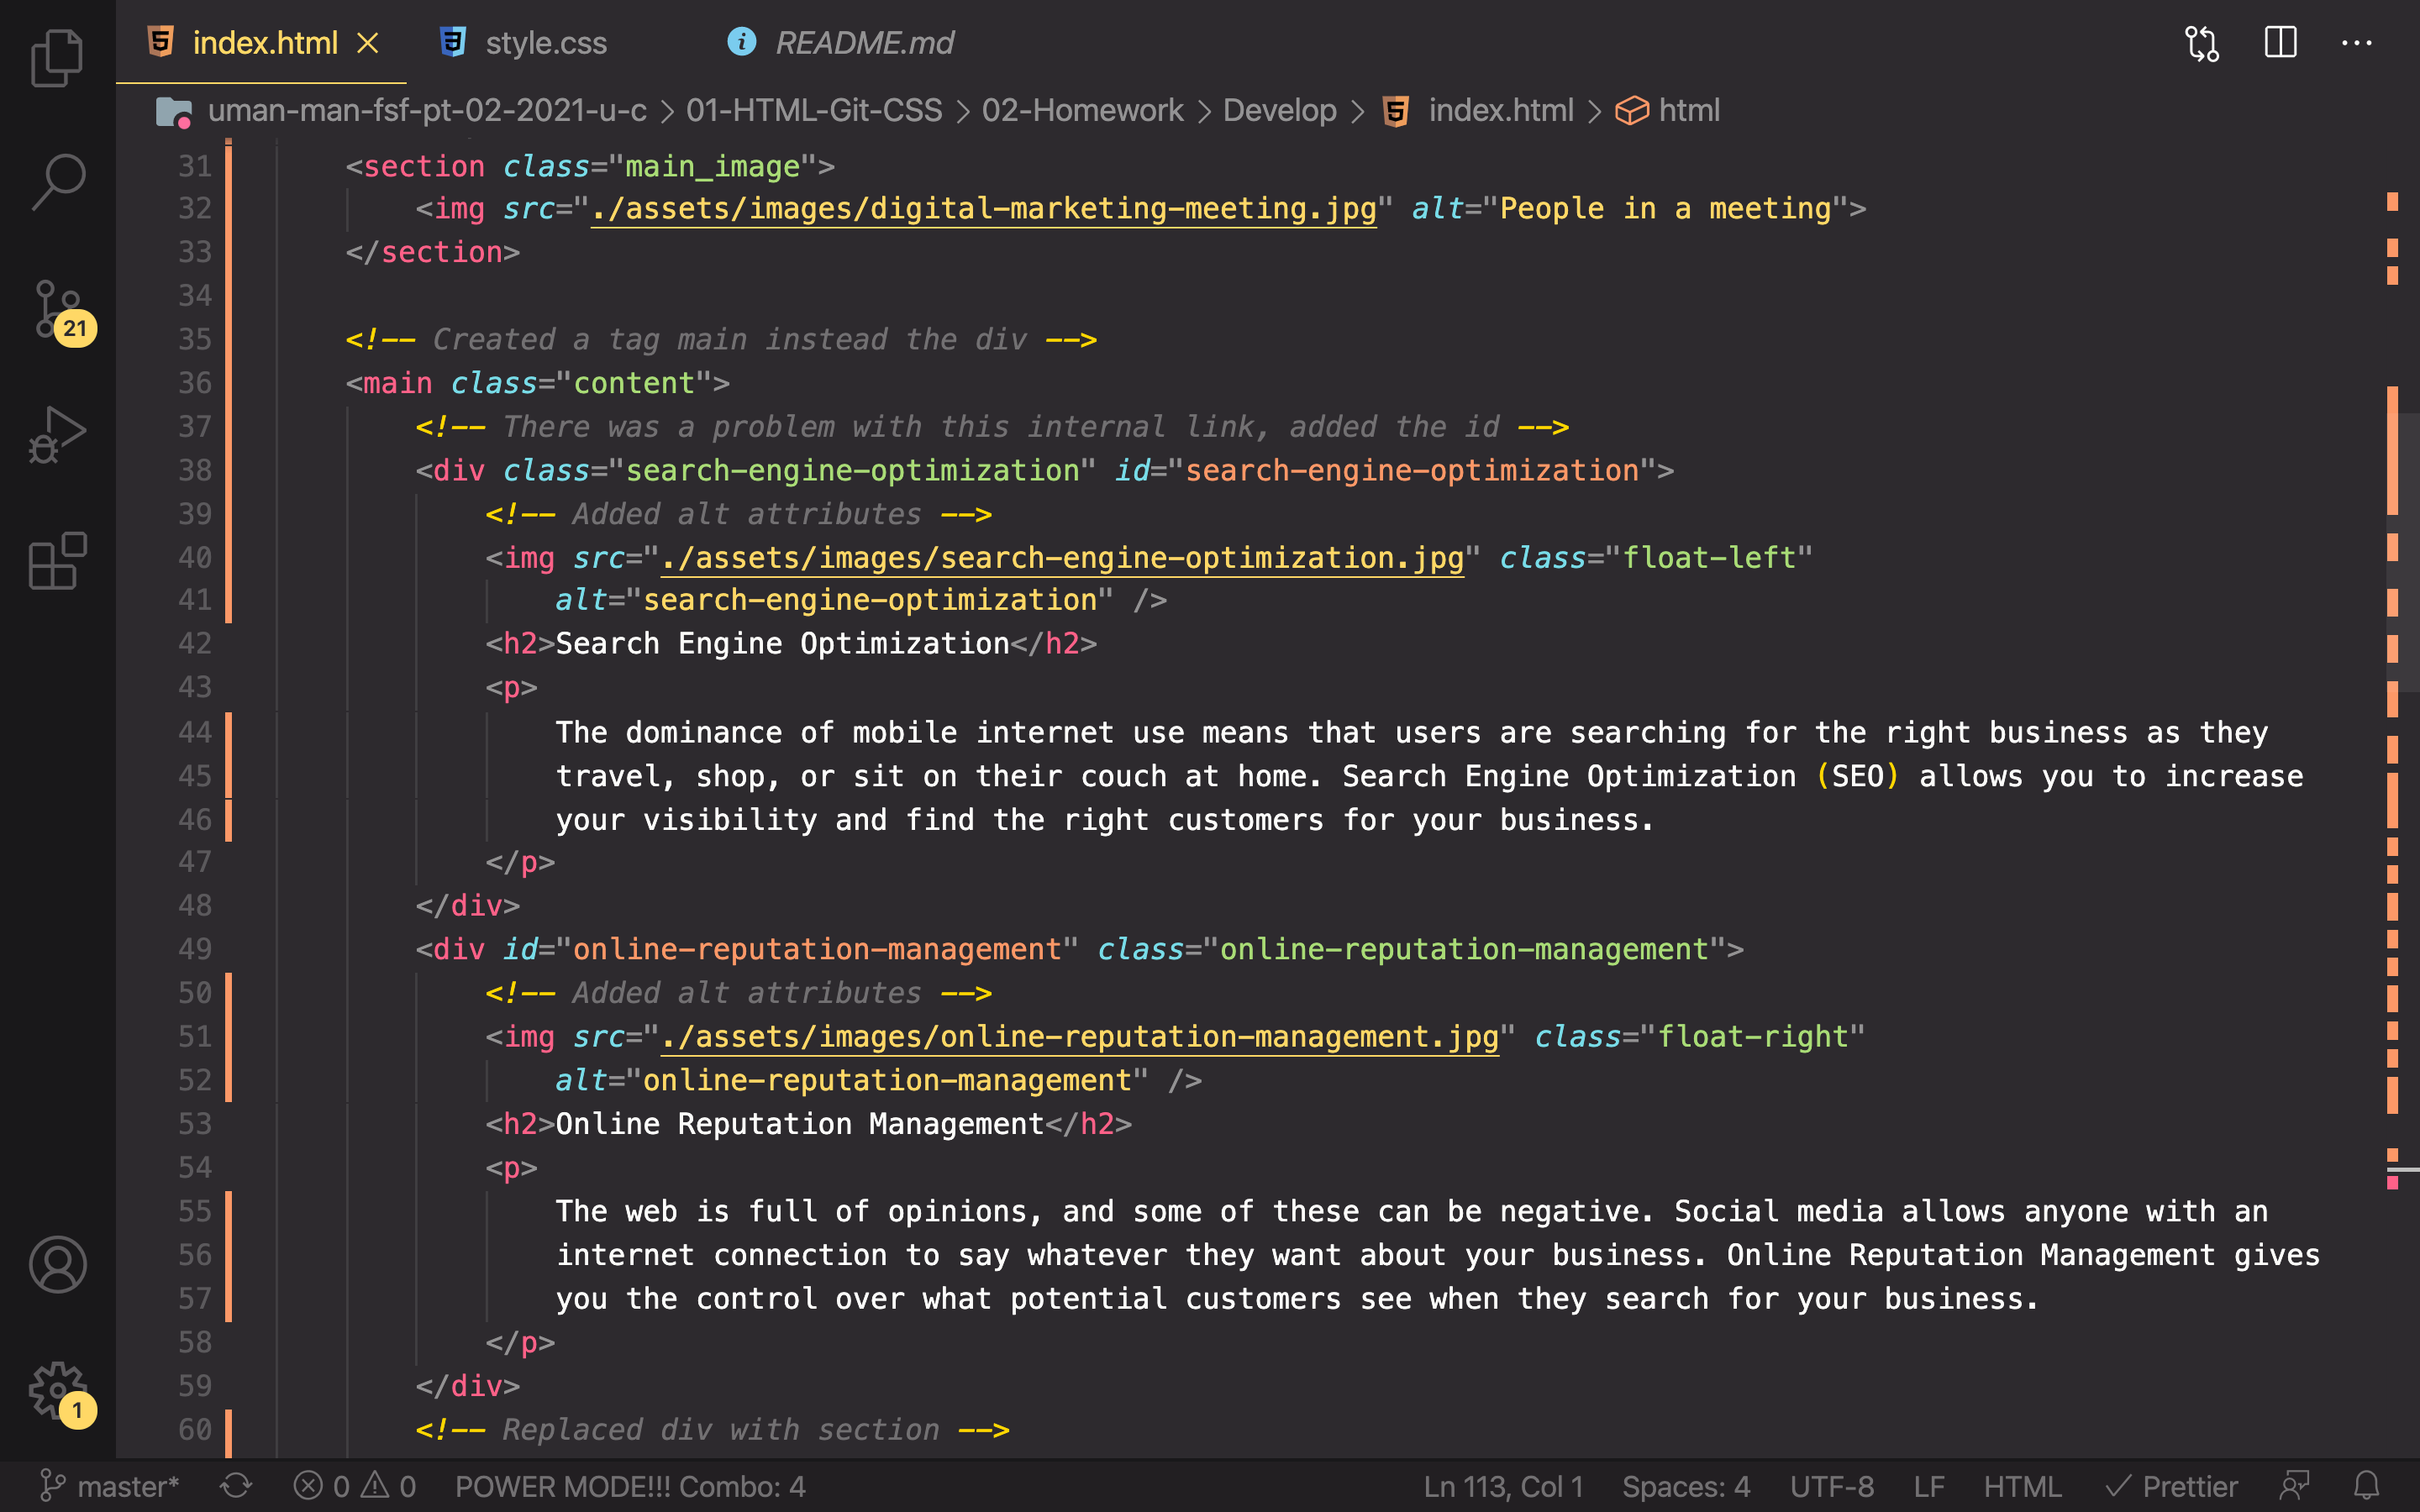 index.html
style.css
README.md
uman-man-fsf-pt-02-2021-u-c > 01-HTML-Git-CSS > 02-Homework > Develop > index.html > html
31 <section class="main_image">
32 <img src="./assets/images/digital-marketing-meeting.jpg" alt="People in a meeting">
33 </section>
34
35 <!-- Created a tag main instead the div -->
36 <main class="content">
37 <!-- There was a problem with this internal link, added the id -->
38 <div class="search-engine-optimization" id="search-engine-optimization">
39 <!-- Added alt attributes -->
40 <img src="./assets/images/search-engine-optimization.jpg" class="float-left"
41 alt="search-engine-optimization" />
42 <h2>Search Engine Optimization</h2>
43 <p>
44 The dominance of mobile internet use means that users are searching for the right business as they
45 travel, shop, or sit on their couch at home. Search Engine Optimization (SEO) allows you to increase
46 your visibility and find the right customers for your business.
47 </p>
48 </div>
49 <div id="online-reputation-management" class="online-reputation-management">
50 <!-- Added alt attributes -->
51 <img src="./assets/images/online-reputation-management.jpg" class="float-right"
52 alt="online-reputation-management" />
53 <h2>Online Reputation Management</h2>
54 <p>
55 The web is full of opinions, and some of these can be negative. Social media allows anyone with an
56 internet connection to say whatever they want about your business. Online Reputation Management gives
57 you the control over what potential customers see when they search for your business.
58 </p>
59 </div>
60 <!-- Replaced div with section -->
21
1
master* 0 0 POWER MODE!!! Combo: 4 Ln 113, Col 1 Spaces: 4 UTF-8 LF HTML Prettier